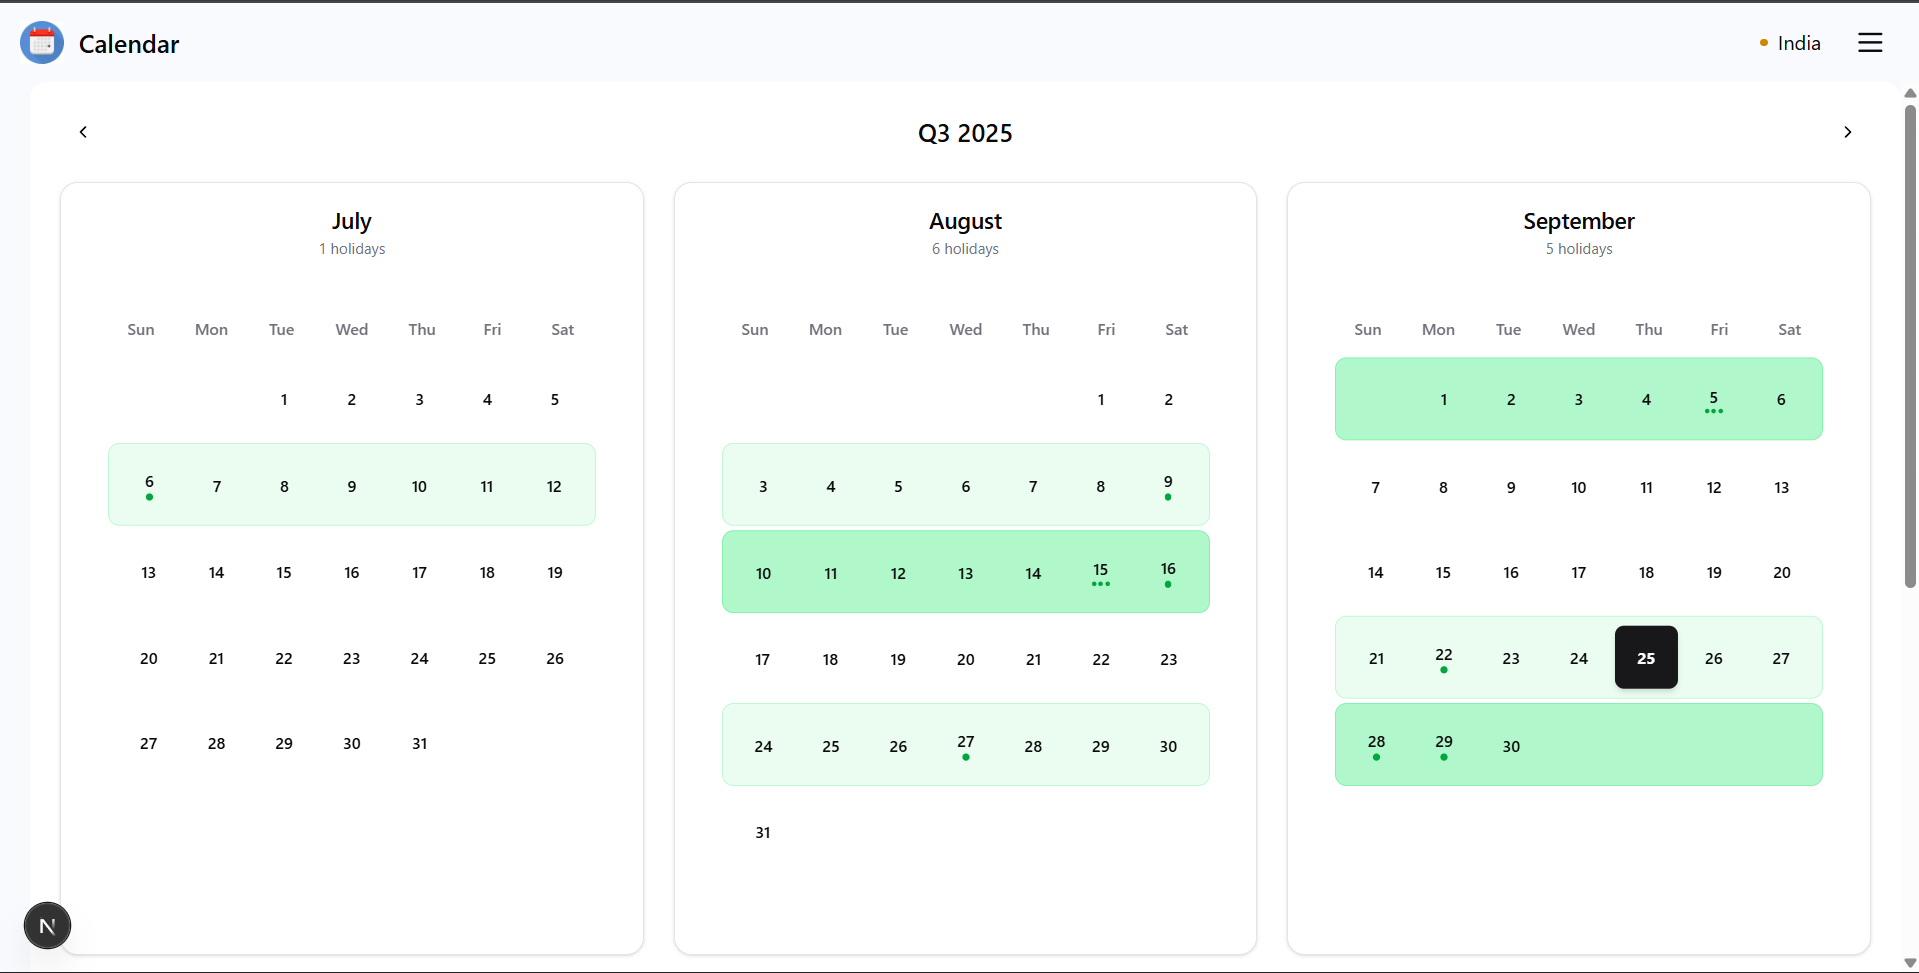 Calendar
India
Q3 2025
July
1 holidays
Sun Mon Tue Wed Thu Fri Sat
1 2 3 4 5
6 7 8 9 10 11 12
13 14 15 16 17 18 19
20 21 22 23 24 25 26
27 28 29 30 31
August
6 holidays
Sun Mon Tue Wed Thu Fri Sat
1 2
3 4 5 6 7 8 9
10 11 12 13 14 15 16
17 18 19 20 21 22 23
24 25 26 27 28 29 30
31
September
5 holidays
Sun Mon Tue Wed Thu Fri Sat
1 2 3 4 5 6
7 8 9 10 11 12 13
14 15 16 17 18 19 20
21 22 23 24 25 26 27
28 29 30
N